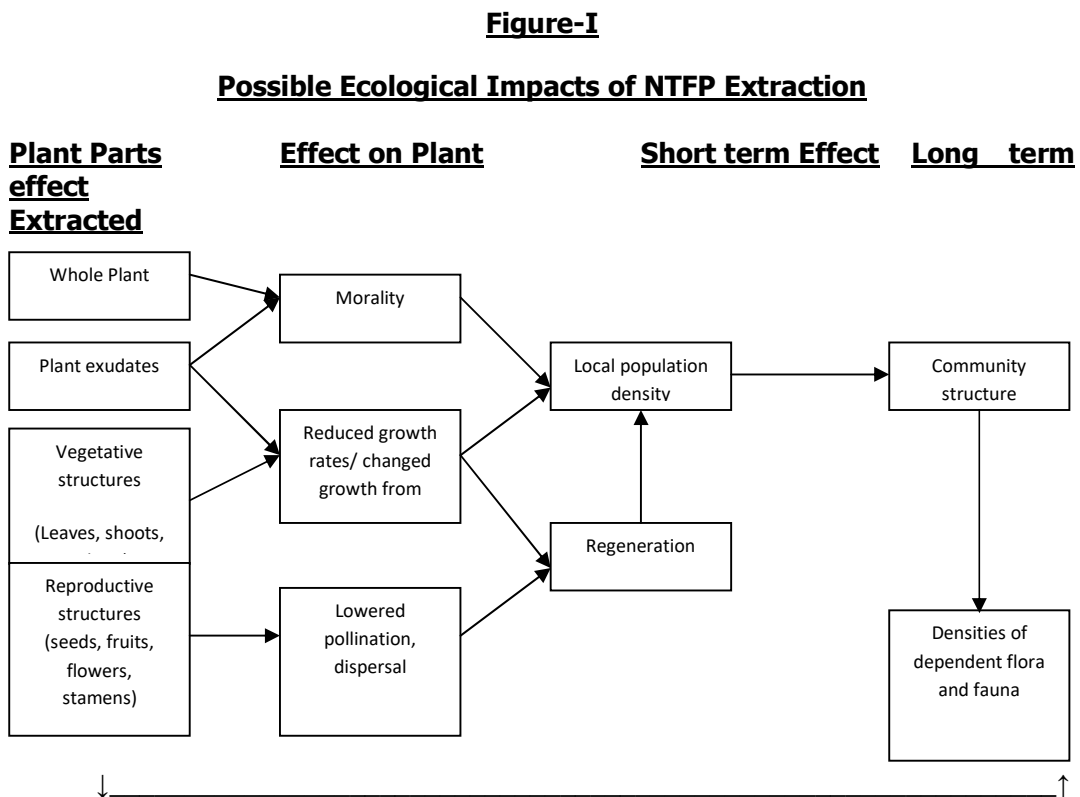 Figure-I
Possible Ecological Impacts of NTFP Extraction
Plant Parts Effect on Plant Short term Effect Long term
effect
Extracted
Whole Plant
Morality
Plant exudates
Local population
density
Community
structure
Vegetative
structures
(Leaves, shoots,
Reduced growth
rates/ changed
growth from
Regeneration
Reproductive
structures
(seeds, fruits,
flowers,
stamens)
Lowered
pollination,
dispersal
Densities of
dependent flora
and fauna